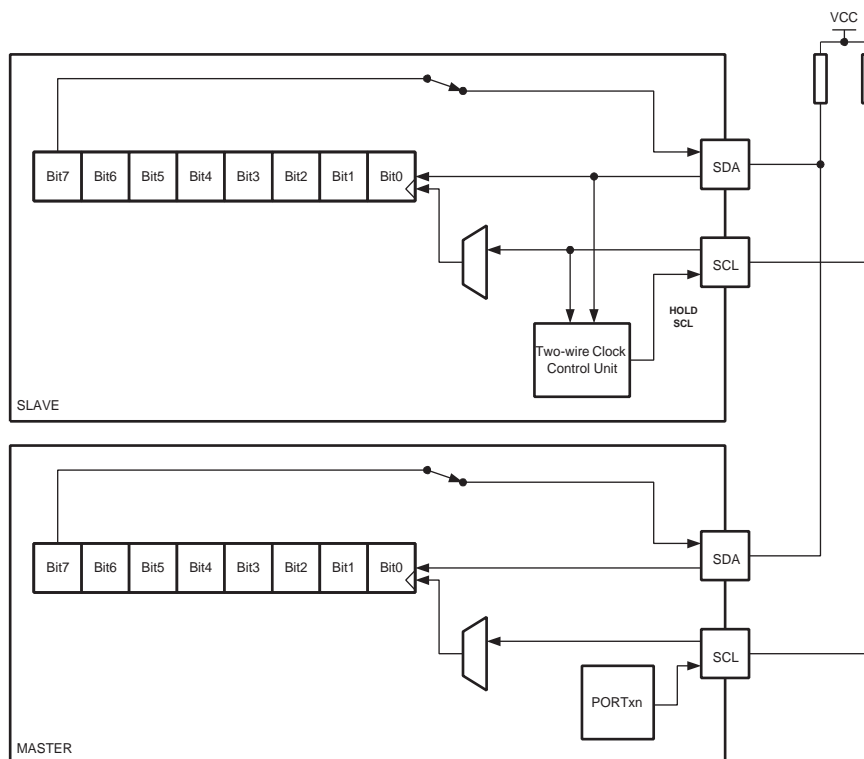 VCC
Bit7 Bit6 Bit5 Bit4 Bit3 Bit2 Bit1 Bit0
SDA
SCL
HOLD
SCL
Two-wire Clock
Control Unit
SLAVE
Bit7 Bit6 Bit5 Bit4 Bit3 Bit2 Bit1 Bit0
SDA
SCL
PORTxn
MASTER